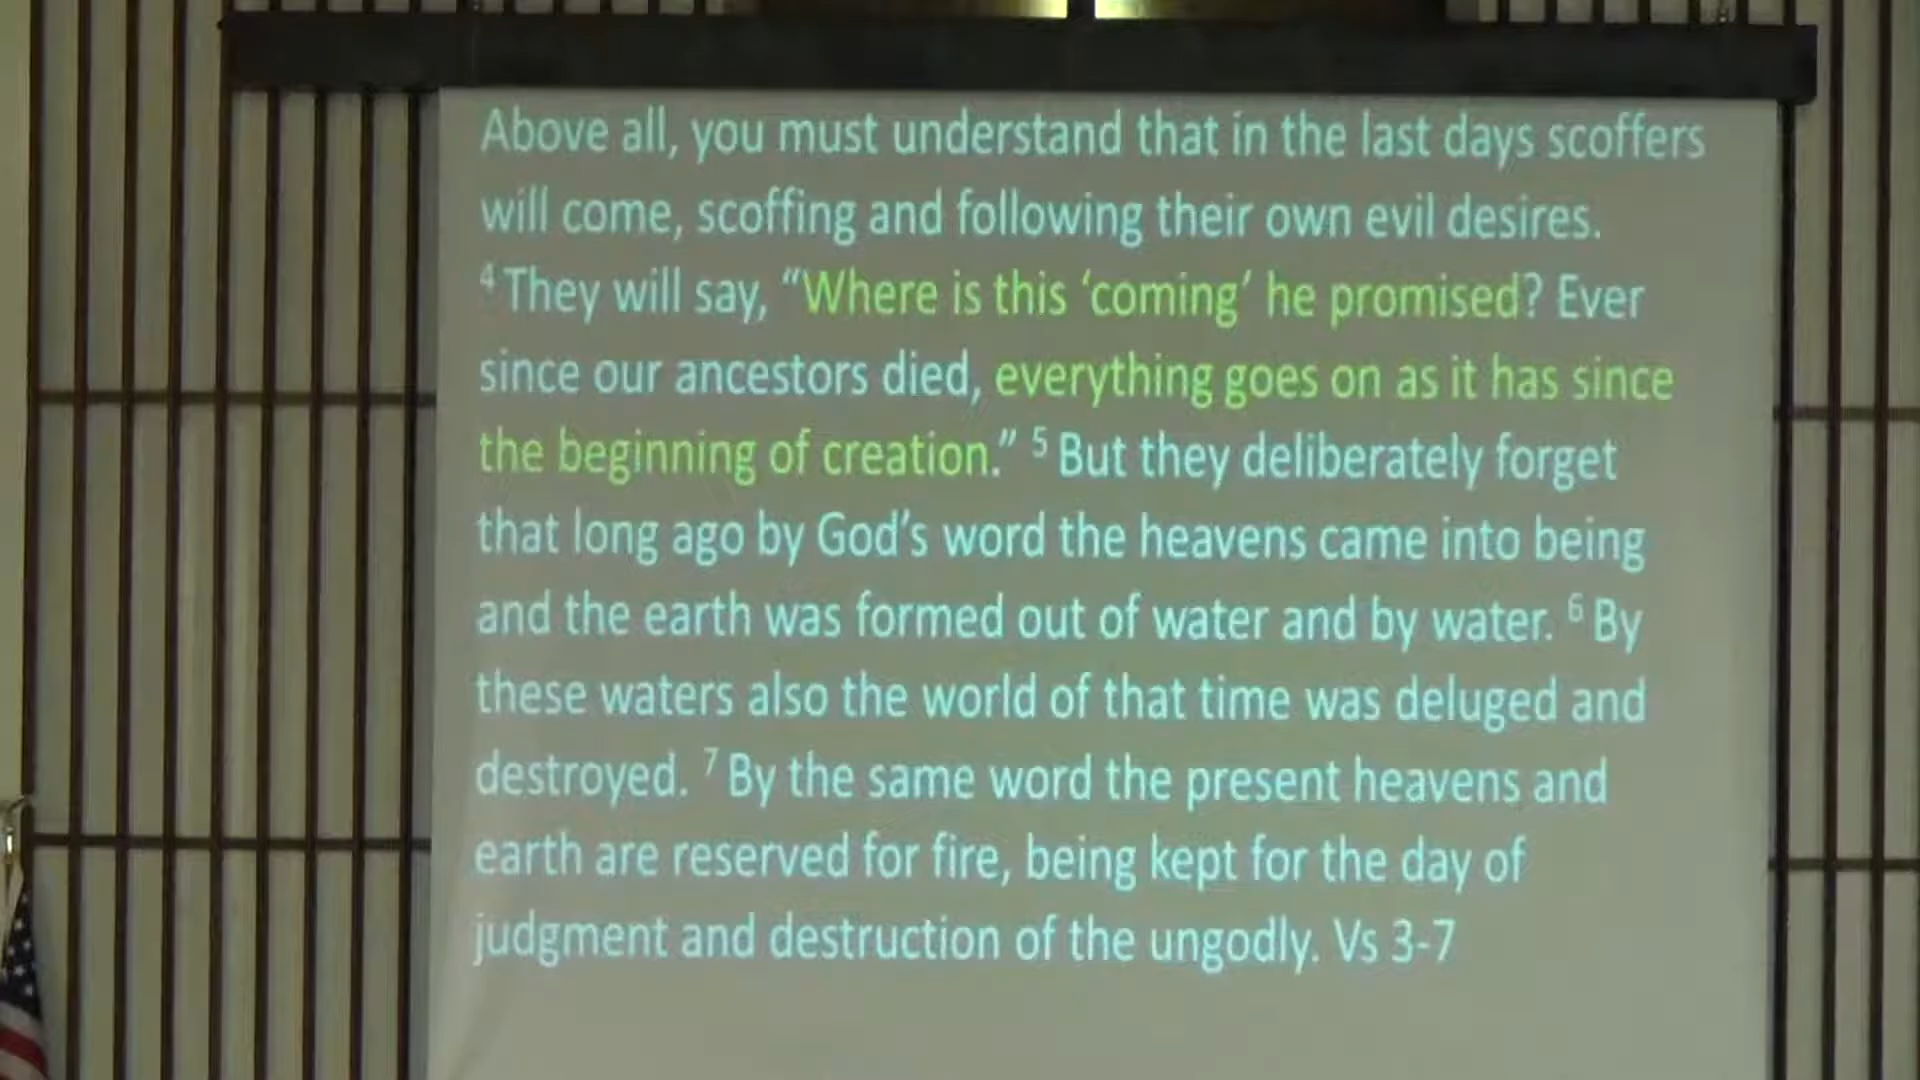 Above all, you must understand that in the last days scoffers
will come, scoffing and following their own evil desires.
⁴ They will say, “Where is this ‘coming’ he promised? Ever
since our ancestors died, everything goes on as it has since
the beginning of creation.” ⁵ But they deliberately forget
that long ago by God’s word the heavens came into being
and the earth was formed out of water and by water. ⁶ By
these waters also the world of that time was deluged and
destroyed. ⁷ By the same word the present heavens and
earth are reserved for fire, being kept for the day of
judgment and destruction of the ungodly. Vs 3-7